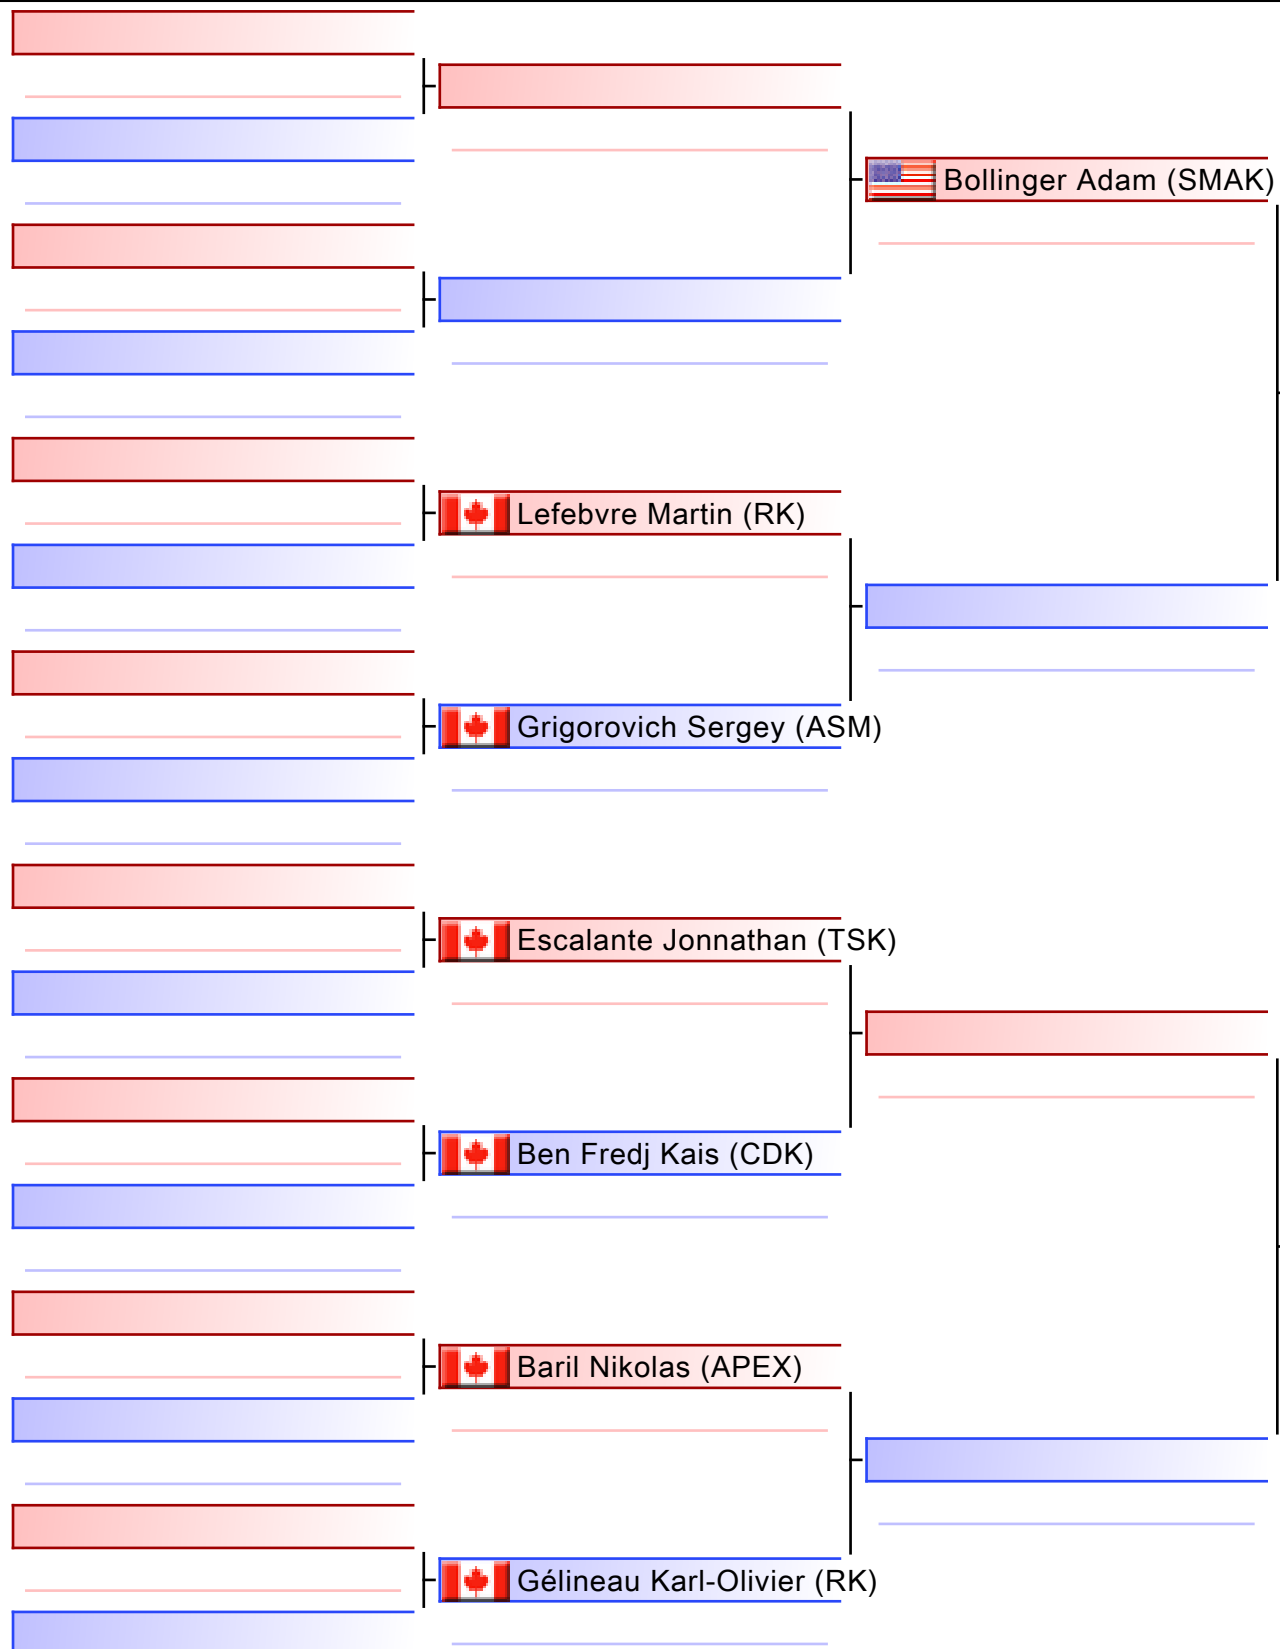 Bollinger Adam (SMAK)
Lefebvre Martin (RK)
Grigorovich Sergey (ASM)
Escalante Jonnathan (TSK)
Ben Fredj Kais (CDK)
Baril Nikolas (APEX)
Gélineau Karl-Olivier (RK)